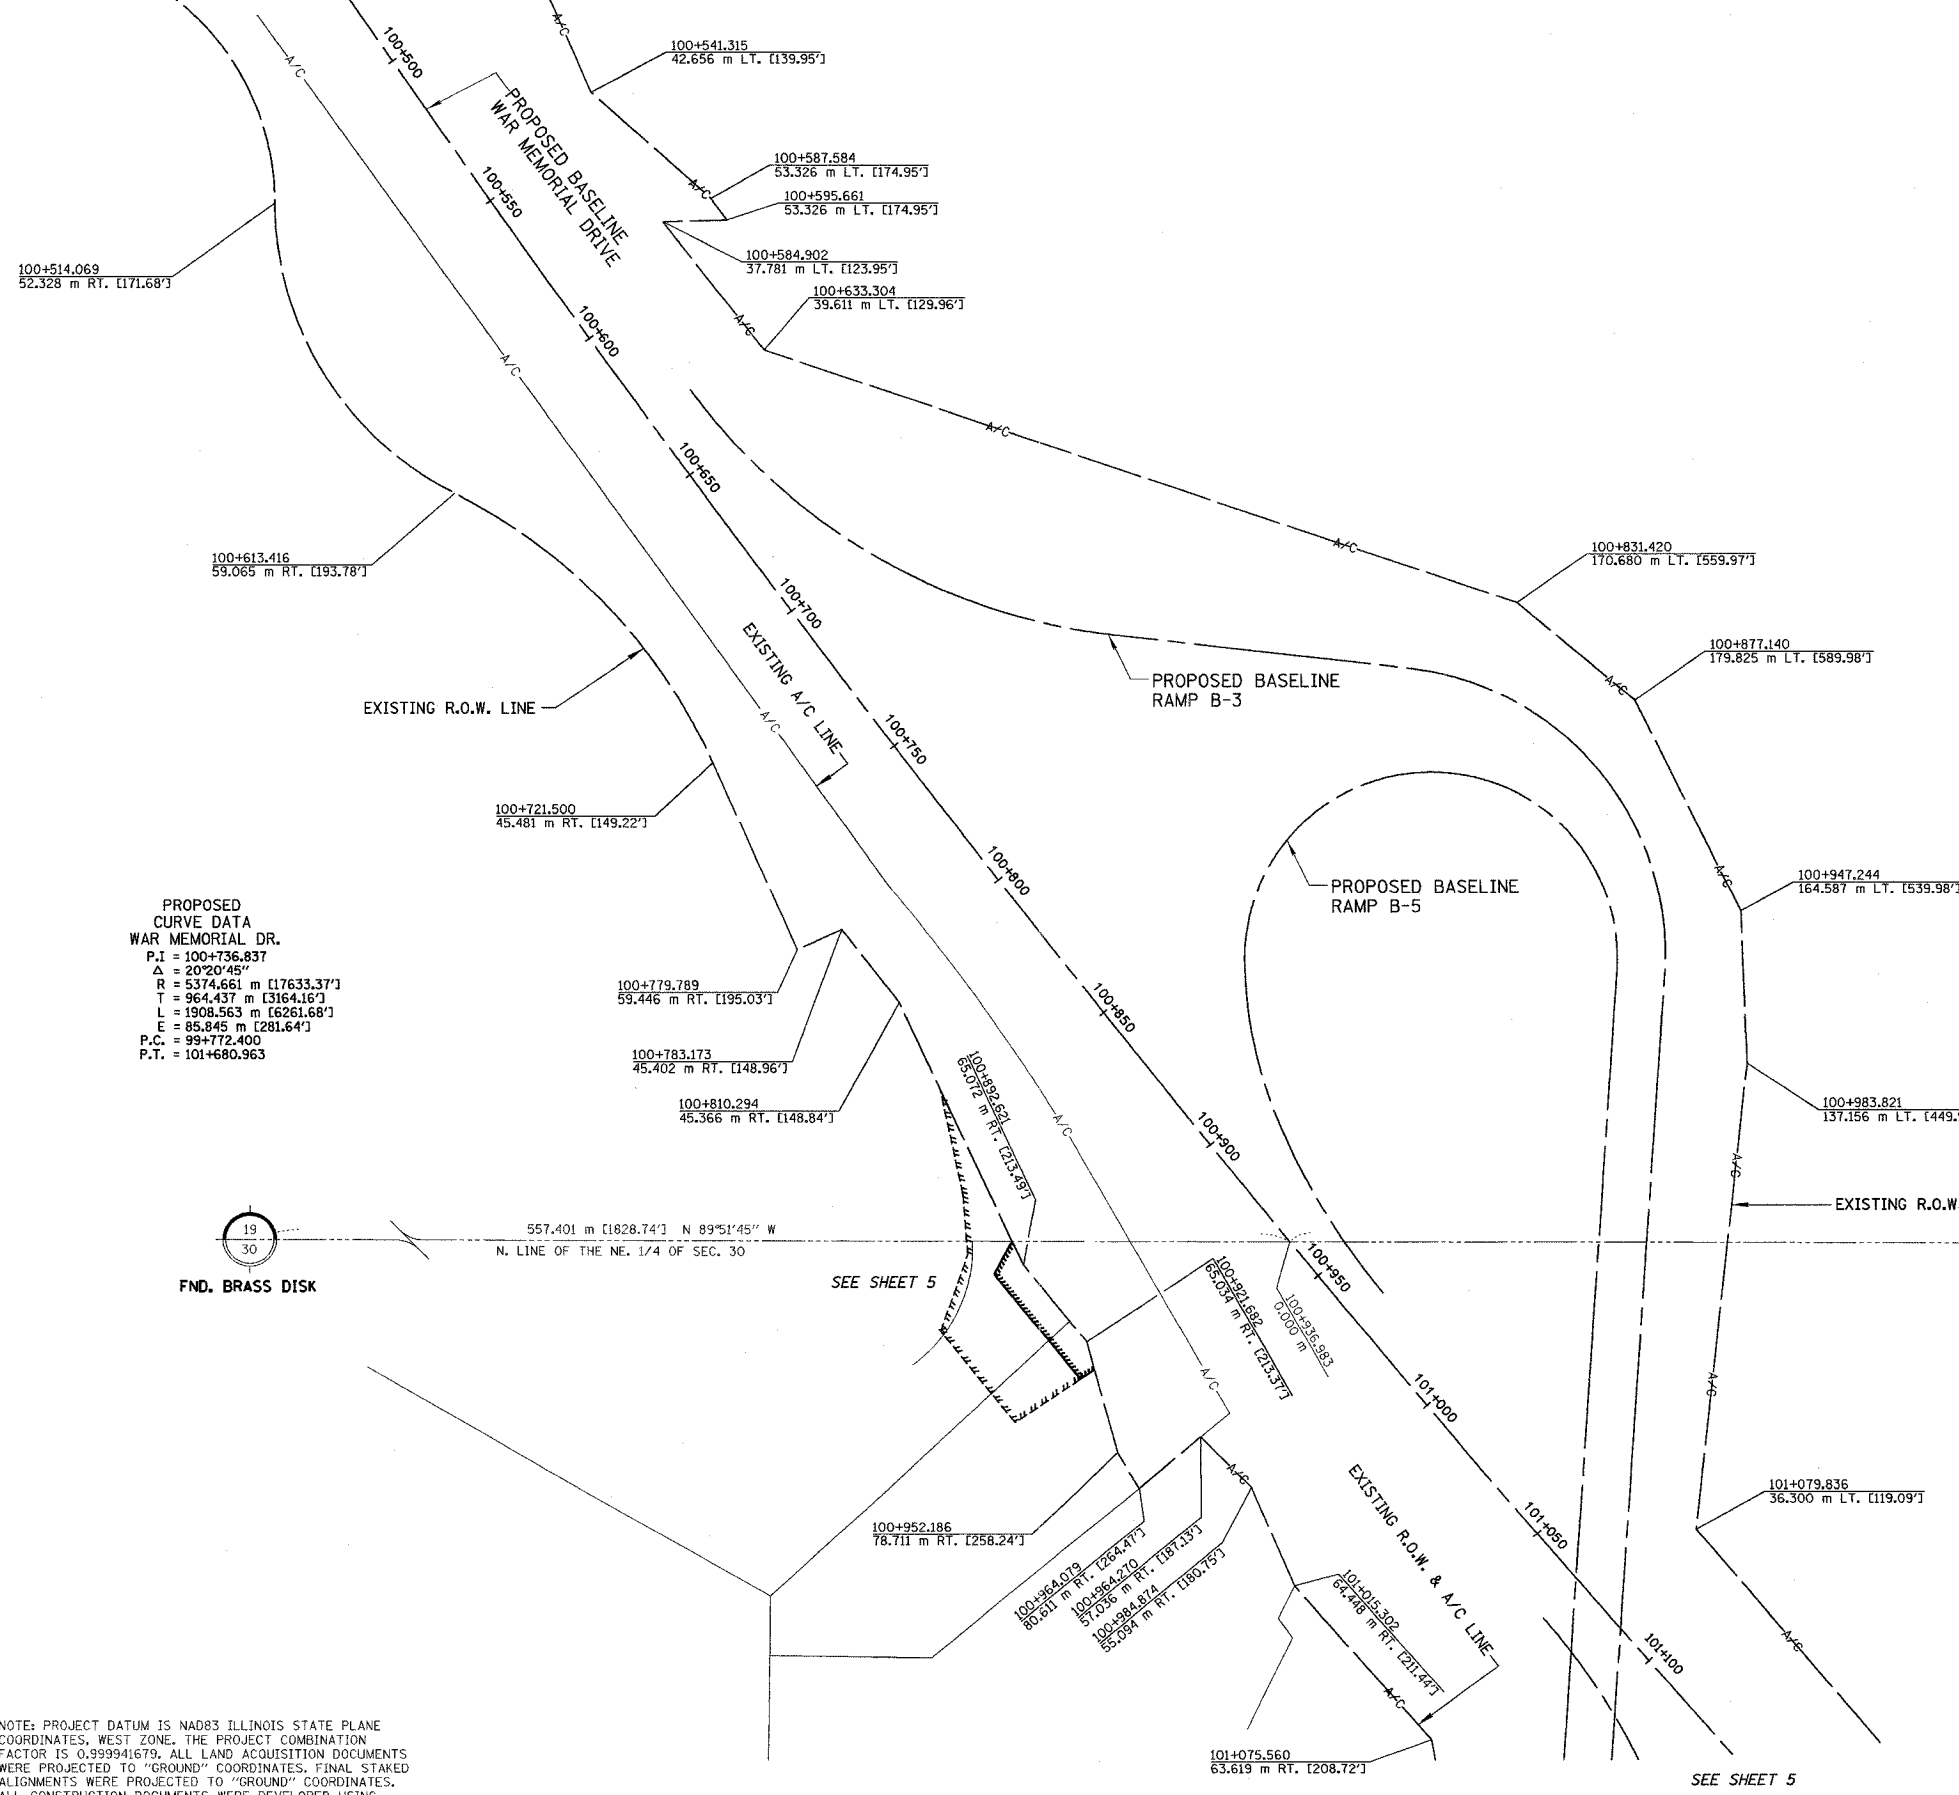 A/C
A/C
100+500
PROPOSED BASELINE
WAR MEMORIAL DRIVE
100+541.315
42.656 m LT. [139.95']
A/C
100+587.584
53.326 m LT. [174.95']
100+595.661
53.326 m LT. [174.95']
100+550
100+514.069
52.328 m RT. [171.68']
100+584.902
37.781 m LT. [123.95']
100+633.304
39.611 m LT. [129.96']
A/C
100+600
A/C
A/C
100+650
A/C
100+831.420
170.680 m LT. [559.97']
100+613.416
59.065 m RT. [193.78']
100+700
EXISTING A/C LINE
PROPOSED BASELINE
RAMP B-3
100+877.140
179.825 m LT. [589.98']
A/C
EXISTING R.O.W. LINE
A/C
100+750
100+721.500
45.481 m RT. [149.22']
100+800
PROPOSED BASELINE
RAMP B-5
A/C
100+947.244
164.587 m LT. [539.98']
PROPOSED
CURVE DATA
WAR MEMORIAL DR.
P.I = 100+736.837
Δ = 20°20'45"
R = 5374.661 m [17633.37']
T = 964.437 m [3164.16']
L = 1908.563 m [6261.68']
E = 85.845 m [281.64']
P.C. = 99+772.400
P.T. = 101+680.963
100+779.789
59.446 m RT. [195.03']
100+850
100+783.173
45.402 m RT. [148.96']
100+810.294
45.366 m RT. [148.84']
100+892.621
65.072 m RT. [213.49']
A/C
100+900
100+983.821
137.156 m LT. [449.
A/C
EXISTING R.O.W
19
30
FND. BRASS DISK
557.401 m [1828.74'] N 89°51'45" W
N. LINE OF THE NE. 1/4 OF SEC. 30
SEE SHEET 5
100+921.682
65.034 m RT. [213.37']
100+936.983
0.000 m
100+950
A/C
A/C
101+000
A/C
EXISTING R.O.W. & A/C LINE
101+079.836
36.300 m LT. [119.09']
100+952.186
78.711 m RT. [258.24']
100+964.079
80.611 m RT. [264.47']
100+964.270
57.036 m RT. [187.13']
100+984.874
55.094 m RT. [180.75']
101+050
101+015.302
64.448 m RT. [211.44']
A/C
A/C
101+100
101+075.560
63.619 m RT. [208.72']
SEE SHEET 5
NOTE: PROJECT DATUM IS NAD83 ILLINOIS STATE PLANE
COORDINATES, WEST ZONE. THE PROJECT COMBINATION
FACTOR IS 0.999941679. ALL LAND ACQUISITION DOCUMENTS
WERE PROJECTED TO "GROUND" COORDINATES. FINAL STAKED
ALIGNMENTS WERE PROJECTED TO "GROUND" COORDINATES.
ALL CONSTRUCTION DOCUMENTS WERE DEVELOPED USING